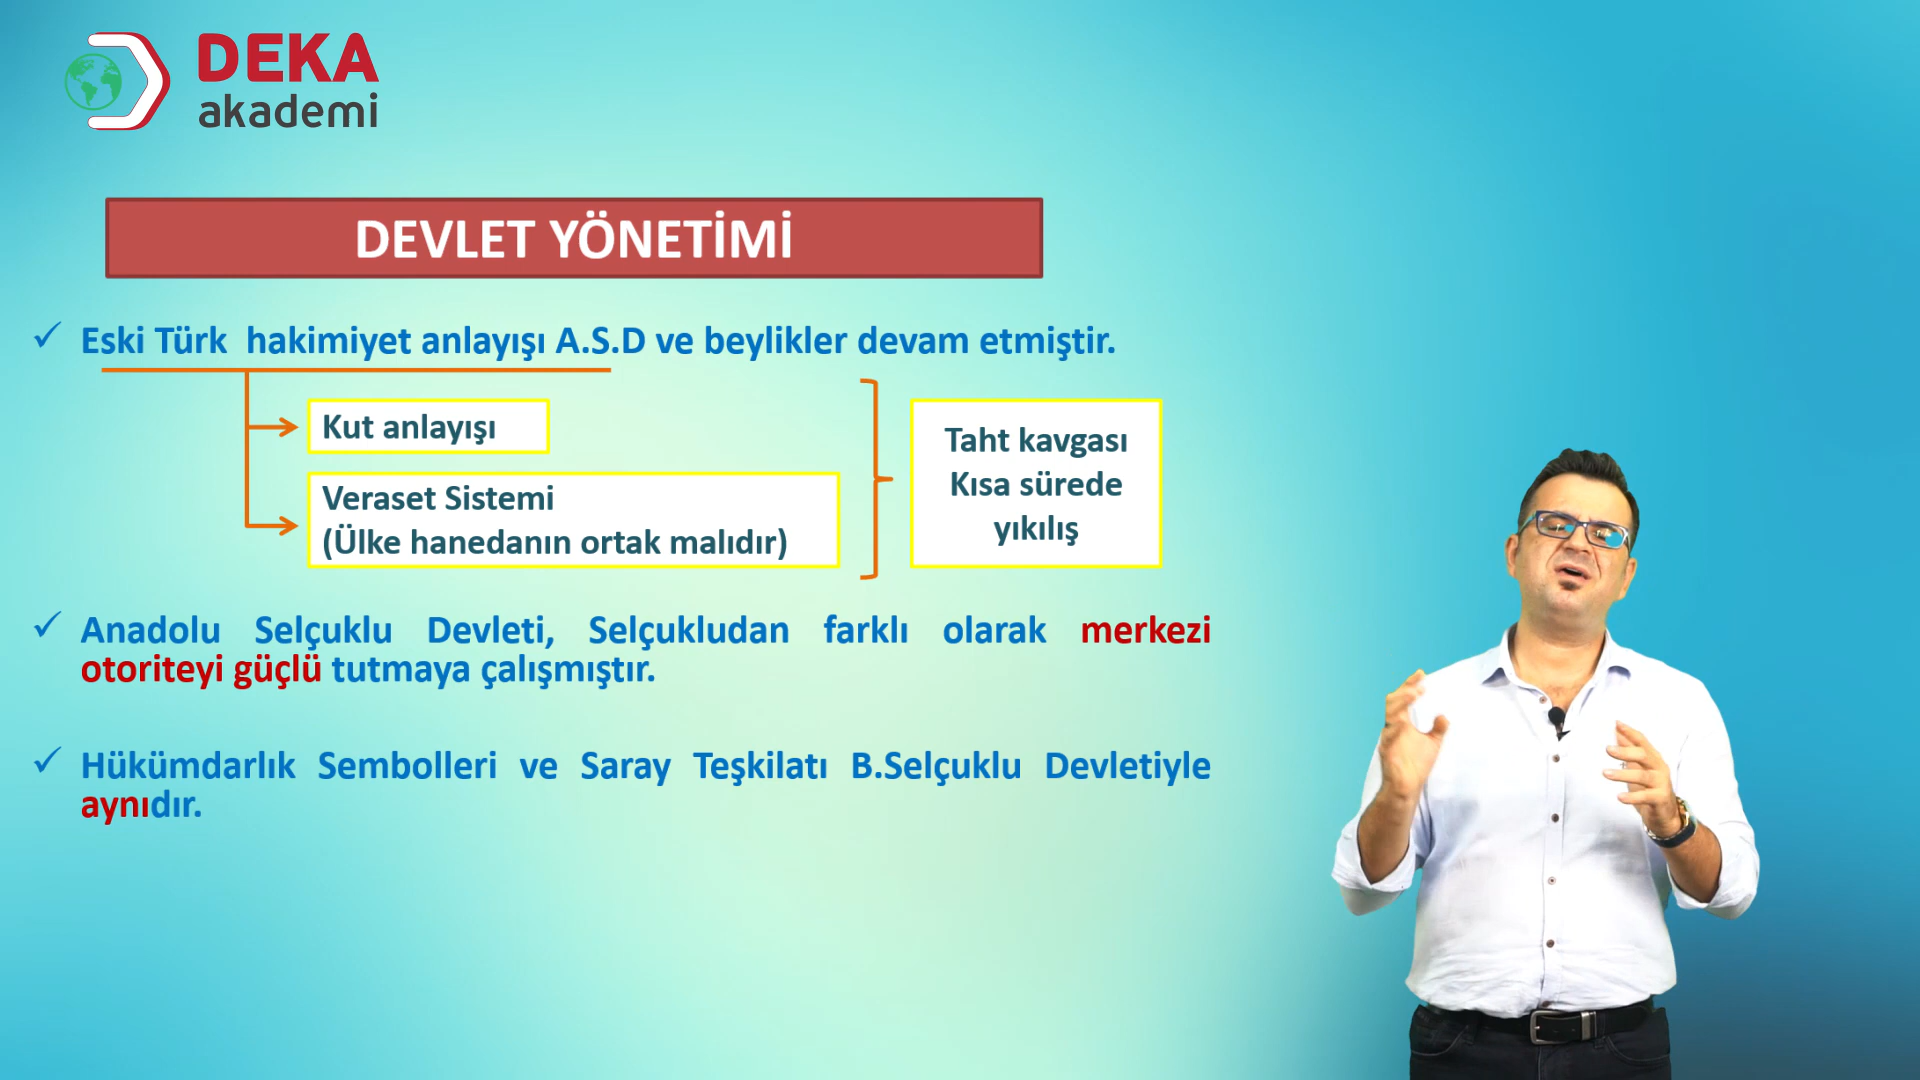 DEKA
akademi
DEVLET YÖNETİMİ
✓ Eski Türk hakimiyet anlayışı A.S.D ve beylikler devam etmiştir.
Kut anlayışı
Veraset Sistemi
(Ülke hanedanın ortak malıdır)
Taht kavgası
Kısa sürede
yıkılış
✓ Anadolu Selçuklu Devleti, Selçukludan farklı olarak merkezi
otoriteyi güçlü tutmaya çalışmıştır.
✓ Hükümdarlık Sembolleri ve Saray Teşkilatı B.Selçuklu Devletiyle
aynıdır.